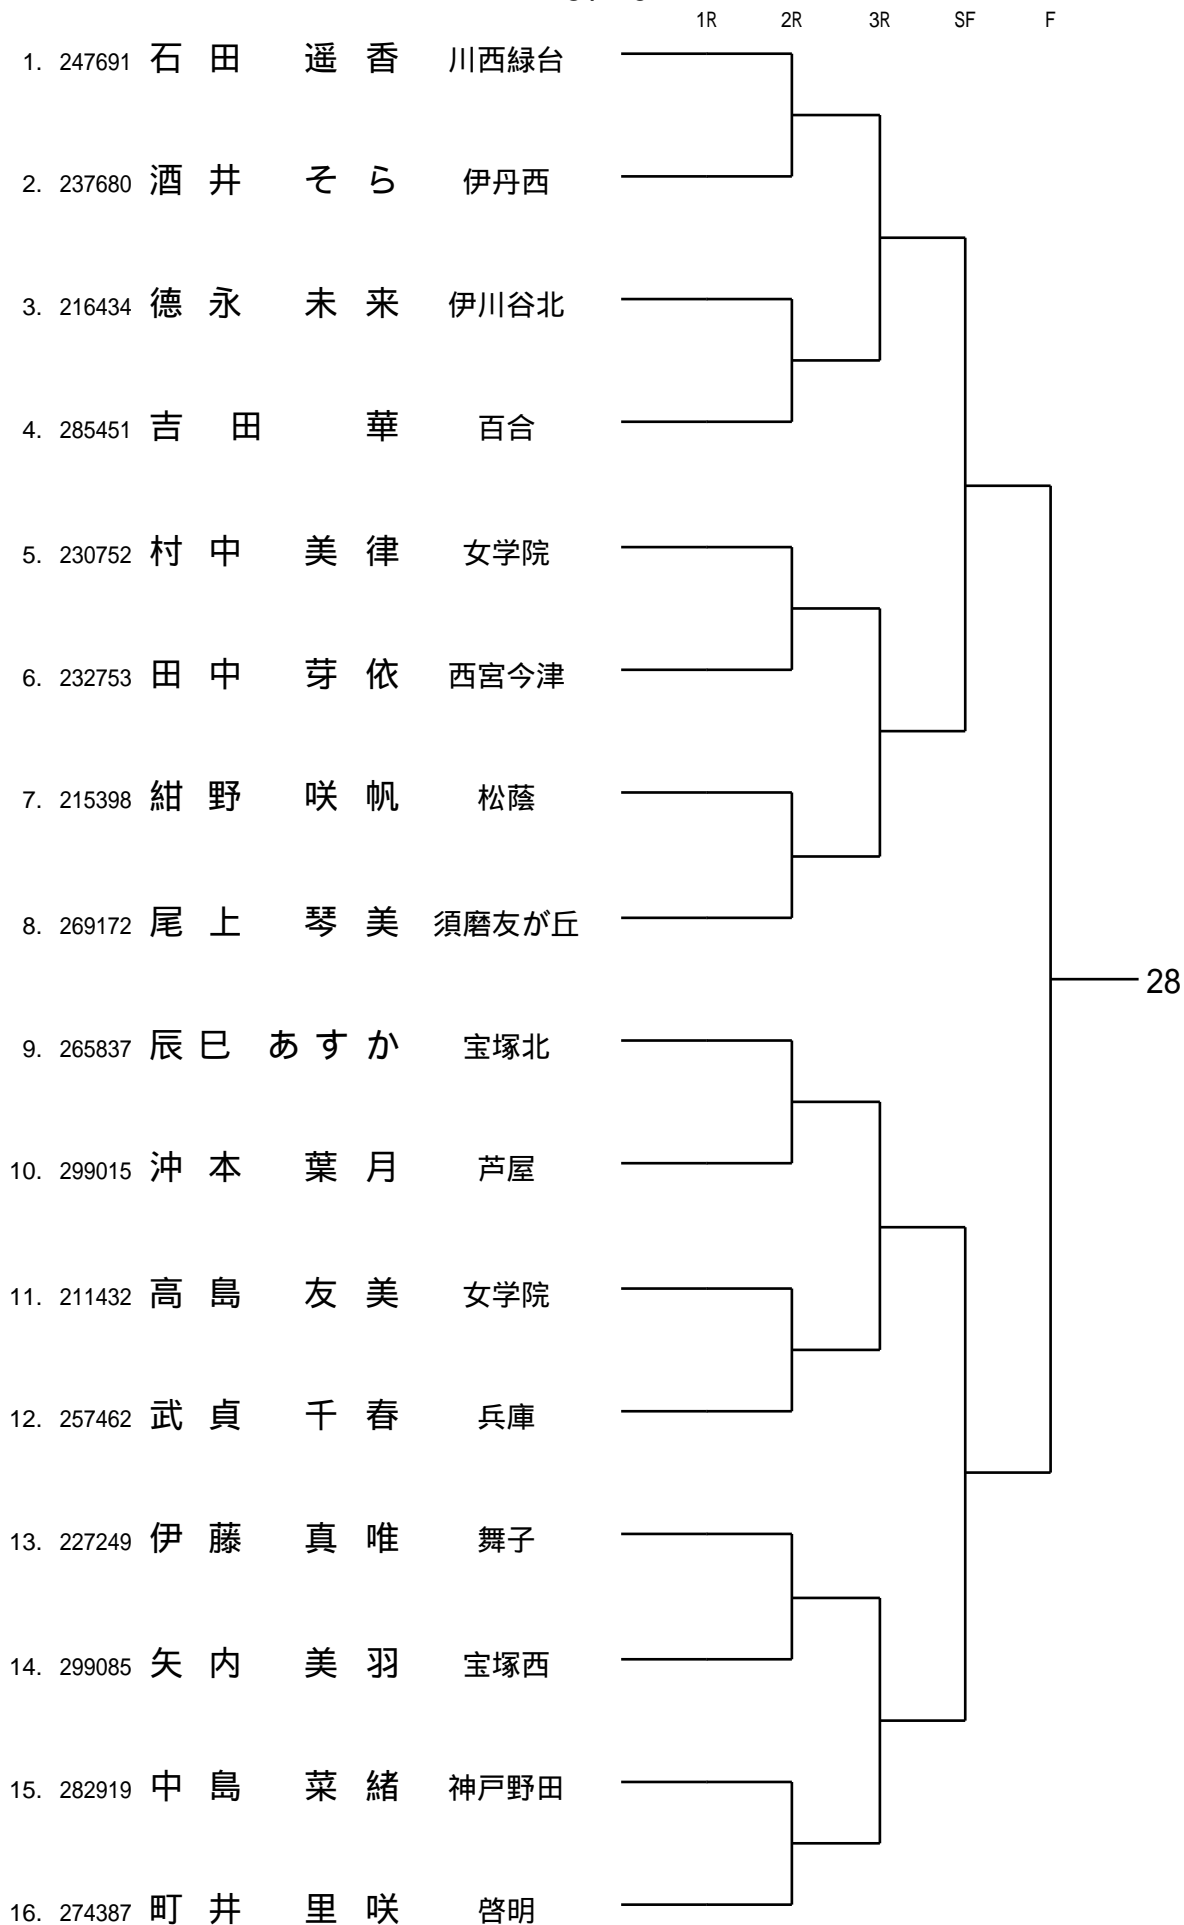 1R 2R 3R SF F
1. 247691 石田 遥香 川西緑台
2. 237680 酒井 そら 伊丹西
3. 216434 德永 未来 伊川谷北
4. 285451 吉田 華 百合
5. 230752 村中 美律 女学院
6. 232753 田中 芽依 西宮今津
7. 215398 紺野 咲帆 松蔭
8. 269172 尾上 琴美 須磨友が丘
28
9. 265837 辰巳 あすか 宝塚北
10. 299015 沖本 葉月 芦屋
11. 211432 高島 友美 女学院
12. 257462 武貞 千春 兵庫
13. 227249 伊藤 真唯 舞子
14. 299085 矢内 美羽 宝塚西
15. 282919 中島 菜緒 神戸野田
16. 274387 町井 里咲 啓明